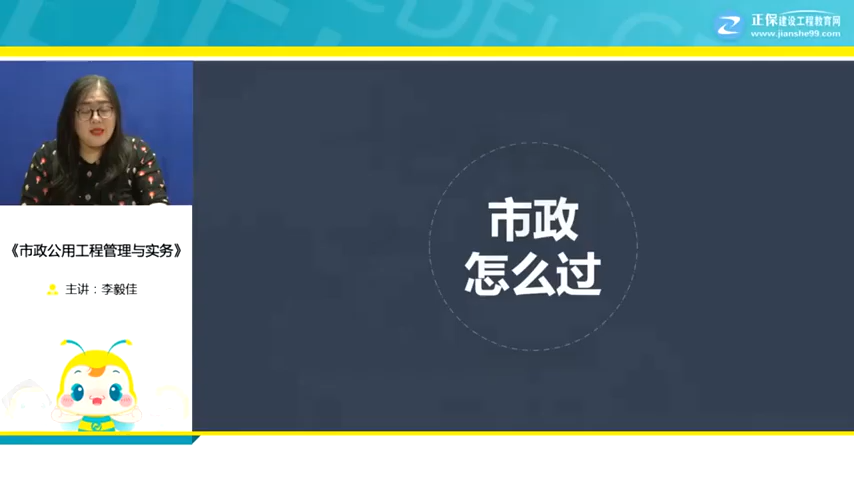 正保建设工程教育网
www.jianshe99.com
市政
怎么过
《市政公用工程管理与实务》
主讲：李毅佳